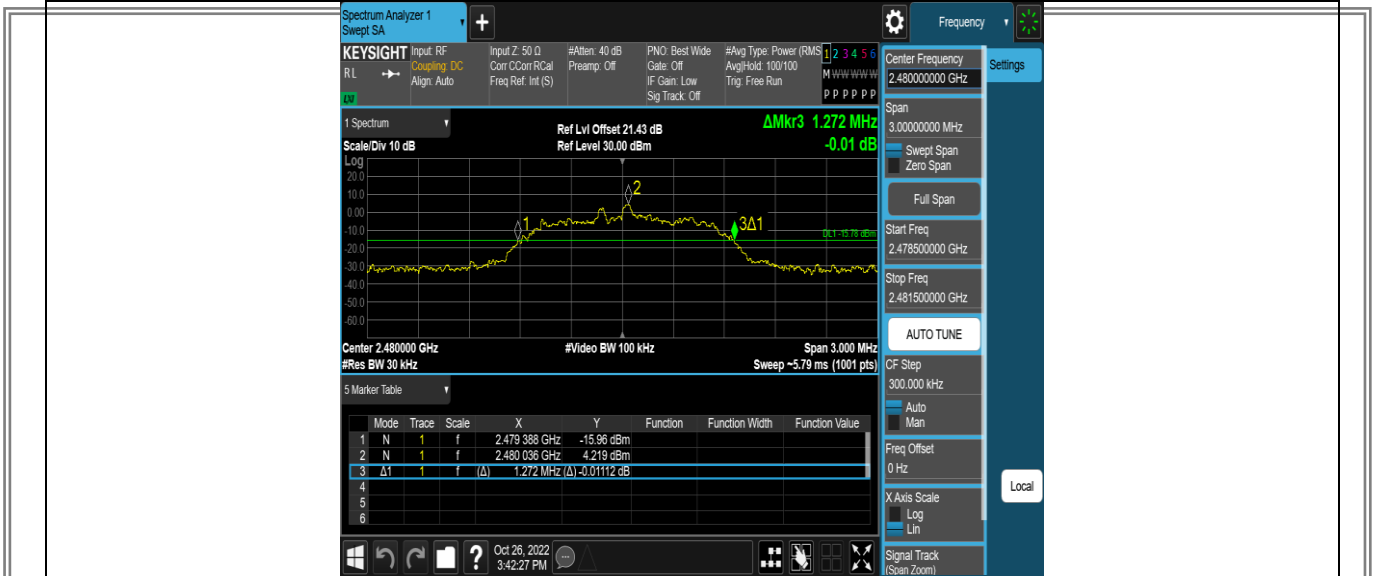 Spectrum Analyzer 1
Swept SA
+
Frequency
KEYSIGHT
R L
LXI
Input: RF
Coupling: DC
Align: Auto
Input Z: 50 Ω
Corr CCorr RCal
Freq Ref: Int (S)
#Atten: 40 dB
Preamp: Off
PNO: Best Wide
Gate: Off
IF Gain: Low
Sig Track: Off
#Avg Type: Power (RMS
Avg|Hold: 100/100
Trig: Free Run
1 2 3 4 5 6
M W W W W W
P P P P P P
1 Spectrum
Scale/Div 10 dB
Ref Lvl Offset 21.43 dB
Ref Level 30.00 dBm
ΔMkr3 1.272 MHz
-0.01 dB
Log
20.0
10.0
0.00
-10.0
-20.0
-30.0
-40.0
-50.0
-60.0
1
2
3Δ1
DL1 -15.78 dBm
Center 2.480000 GHz
#Video BW 100 kHz
Span 3.000 MHz
#Res BW 30 kHz
Sweep ~5.79 ms (1001 pts)
5 Marker Table
Mode Trace Scale X Y Function Function Width Function Value
1 N 1 f 2.479 388 GHz -15.96 dBm
2 N 1 f 2.480 036 GHz 4.219 dBm
3 Δ1 1 f (Δ) 1.272 MHz (Δ) -0.01112 dB
4
5
6
?
Oct 26, 2022
3:42:27 PM
Center Frequency
2.480000000 GHz
Settings
Span
3.00000000 MHz
Swept Span
Zero Span
Full Span
Start Freq
2.478500000 GHz
Stop Freq
2.481500000 GHz
AUTO TUNE
CF Step
300.000 kHz
Auto
Man
Freq Offset
0 Hz
Local
X Axis Scale
Log
Lin
Signal Track
(Span Zoom)